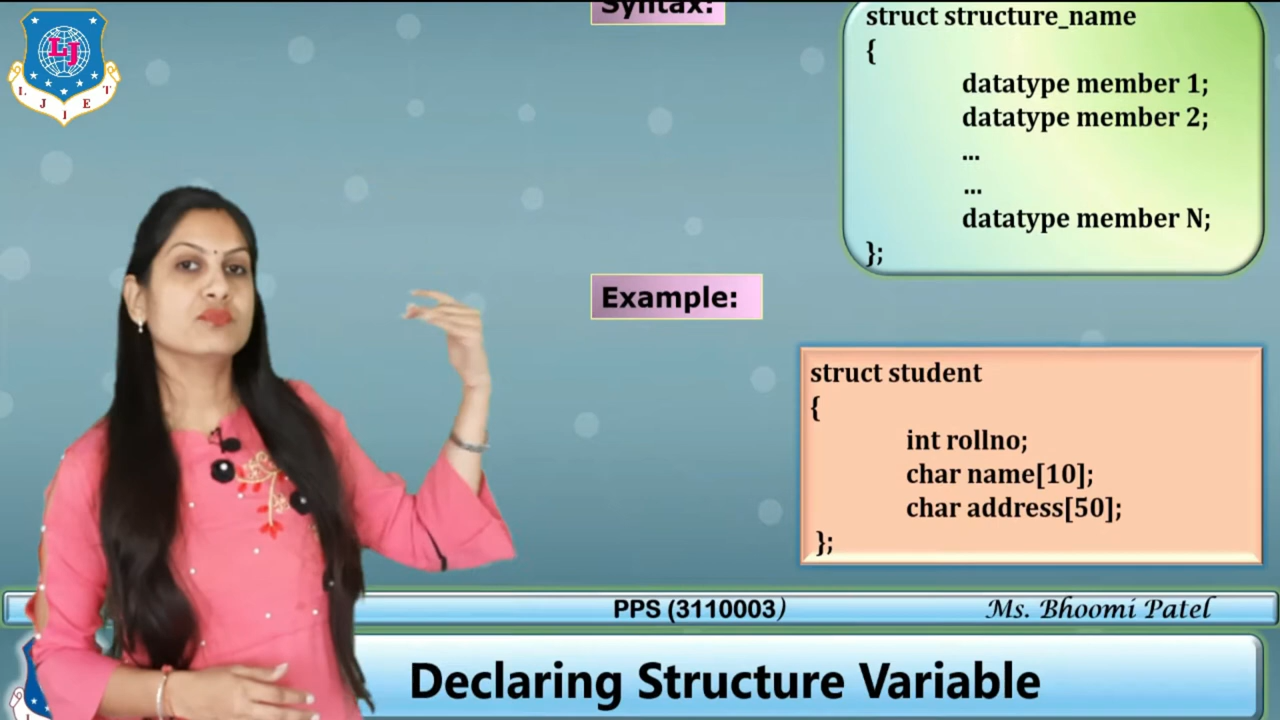 LJ
L J I E T
Syntax:
struct structure_name
{
datatype member 1;
datatype member 2;
...
...
datatype member N;
};
Example:
struct student
{
int rollno;
char name[10];
char address[50];
};
PPS (3110003)
Ms. Bhoomi Patel
Declaring Structure Variable